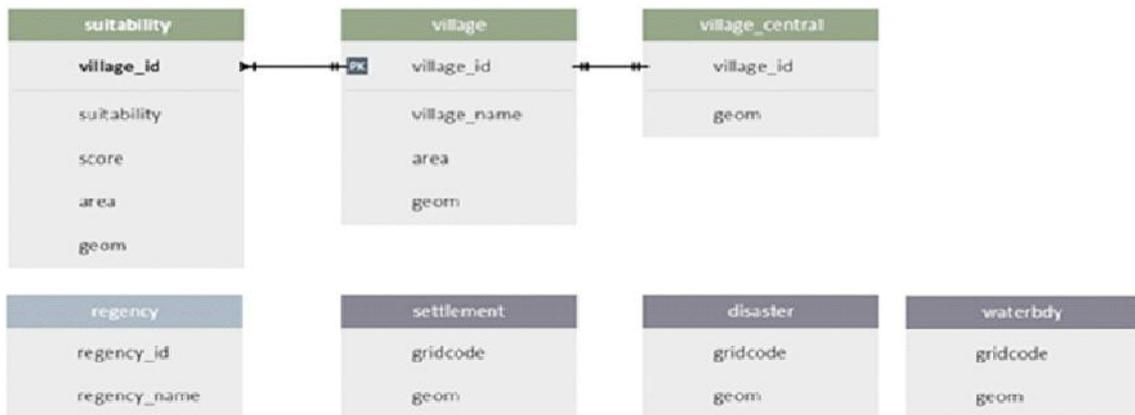 suitability
village_id
suitability
score
area
geom
village
PK village_id
village_name
area
geom
village_central
village_id
geom
regency
regency_id
regency_name
settlement
gridcode
geom
disaster
gridcode
geom
waterbdy
gridcode
geom